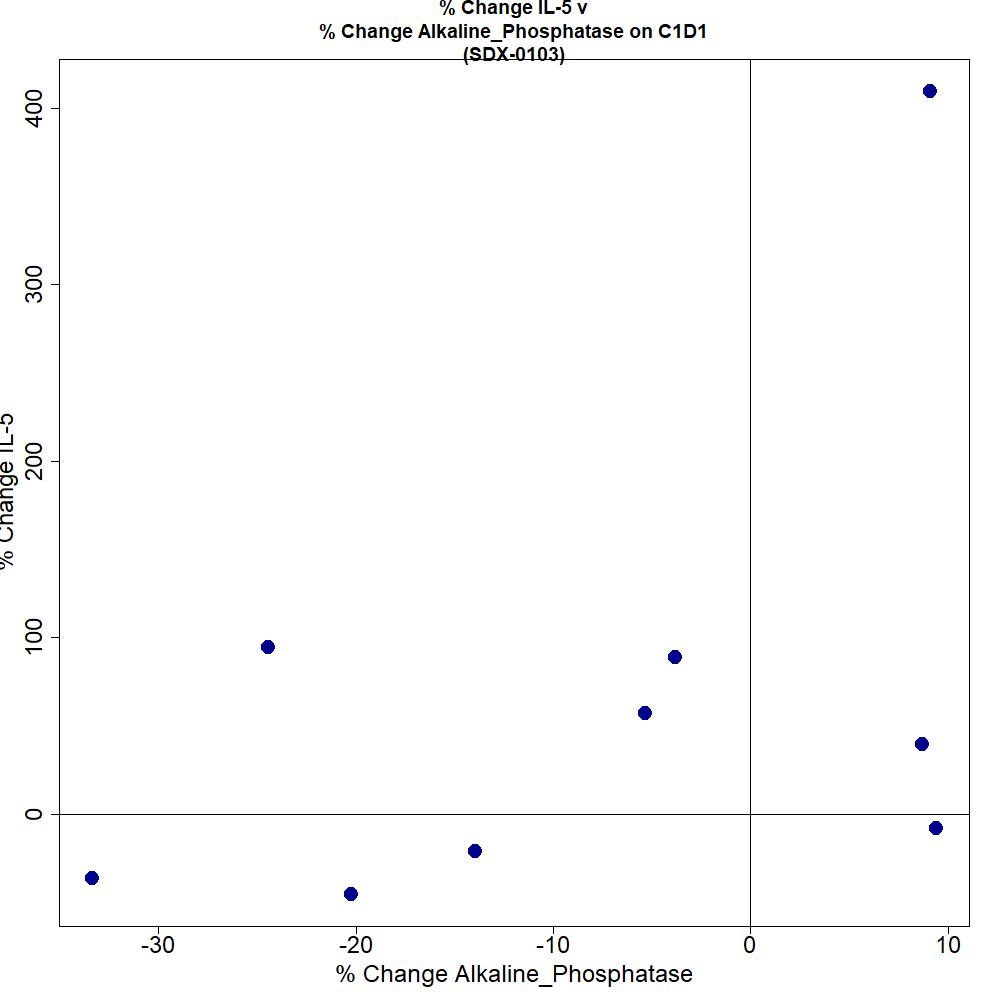 % Change IL-5 v
% Change Alkaline_Phosphatase on C1D1
(SDX-0103)
% Change IL-5
400
300
200
100
0
-30
-20
-10
0
10
% Change Alkaline_Phosphatase